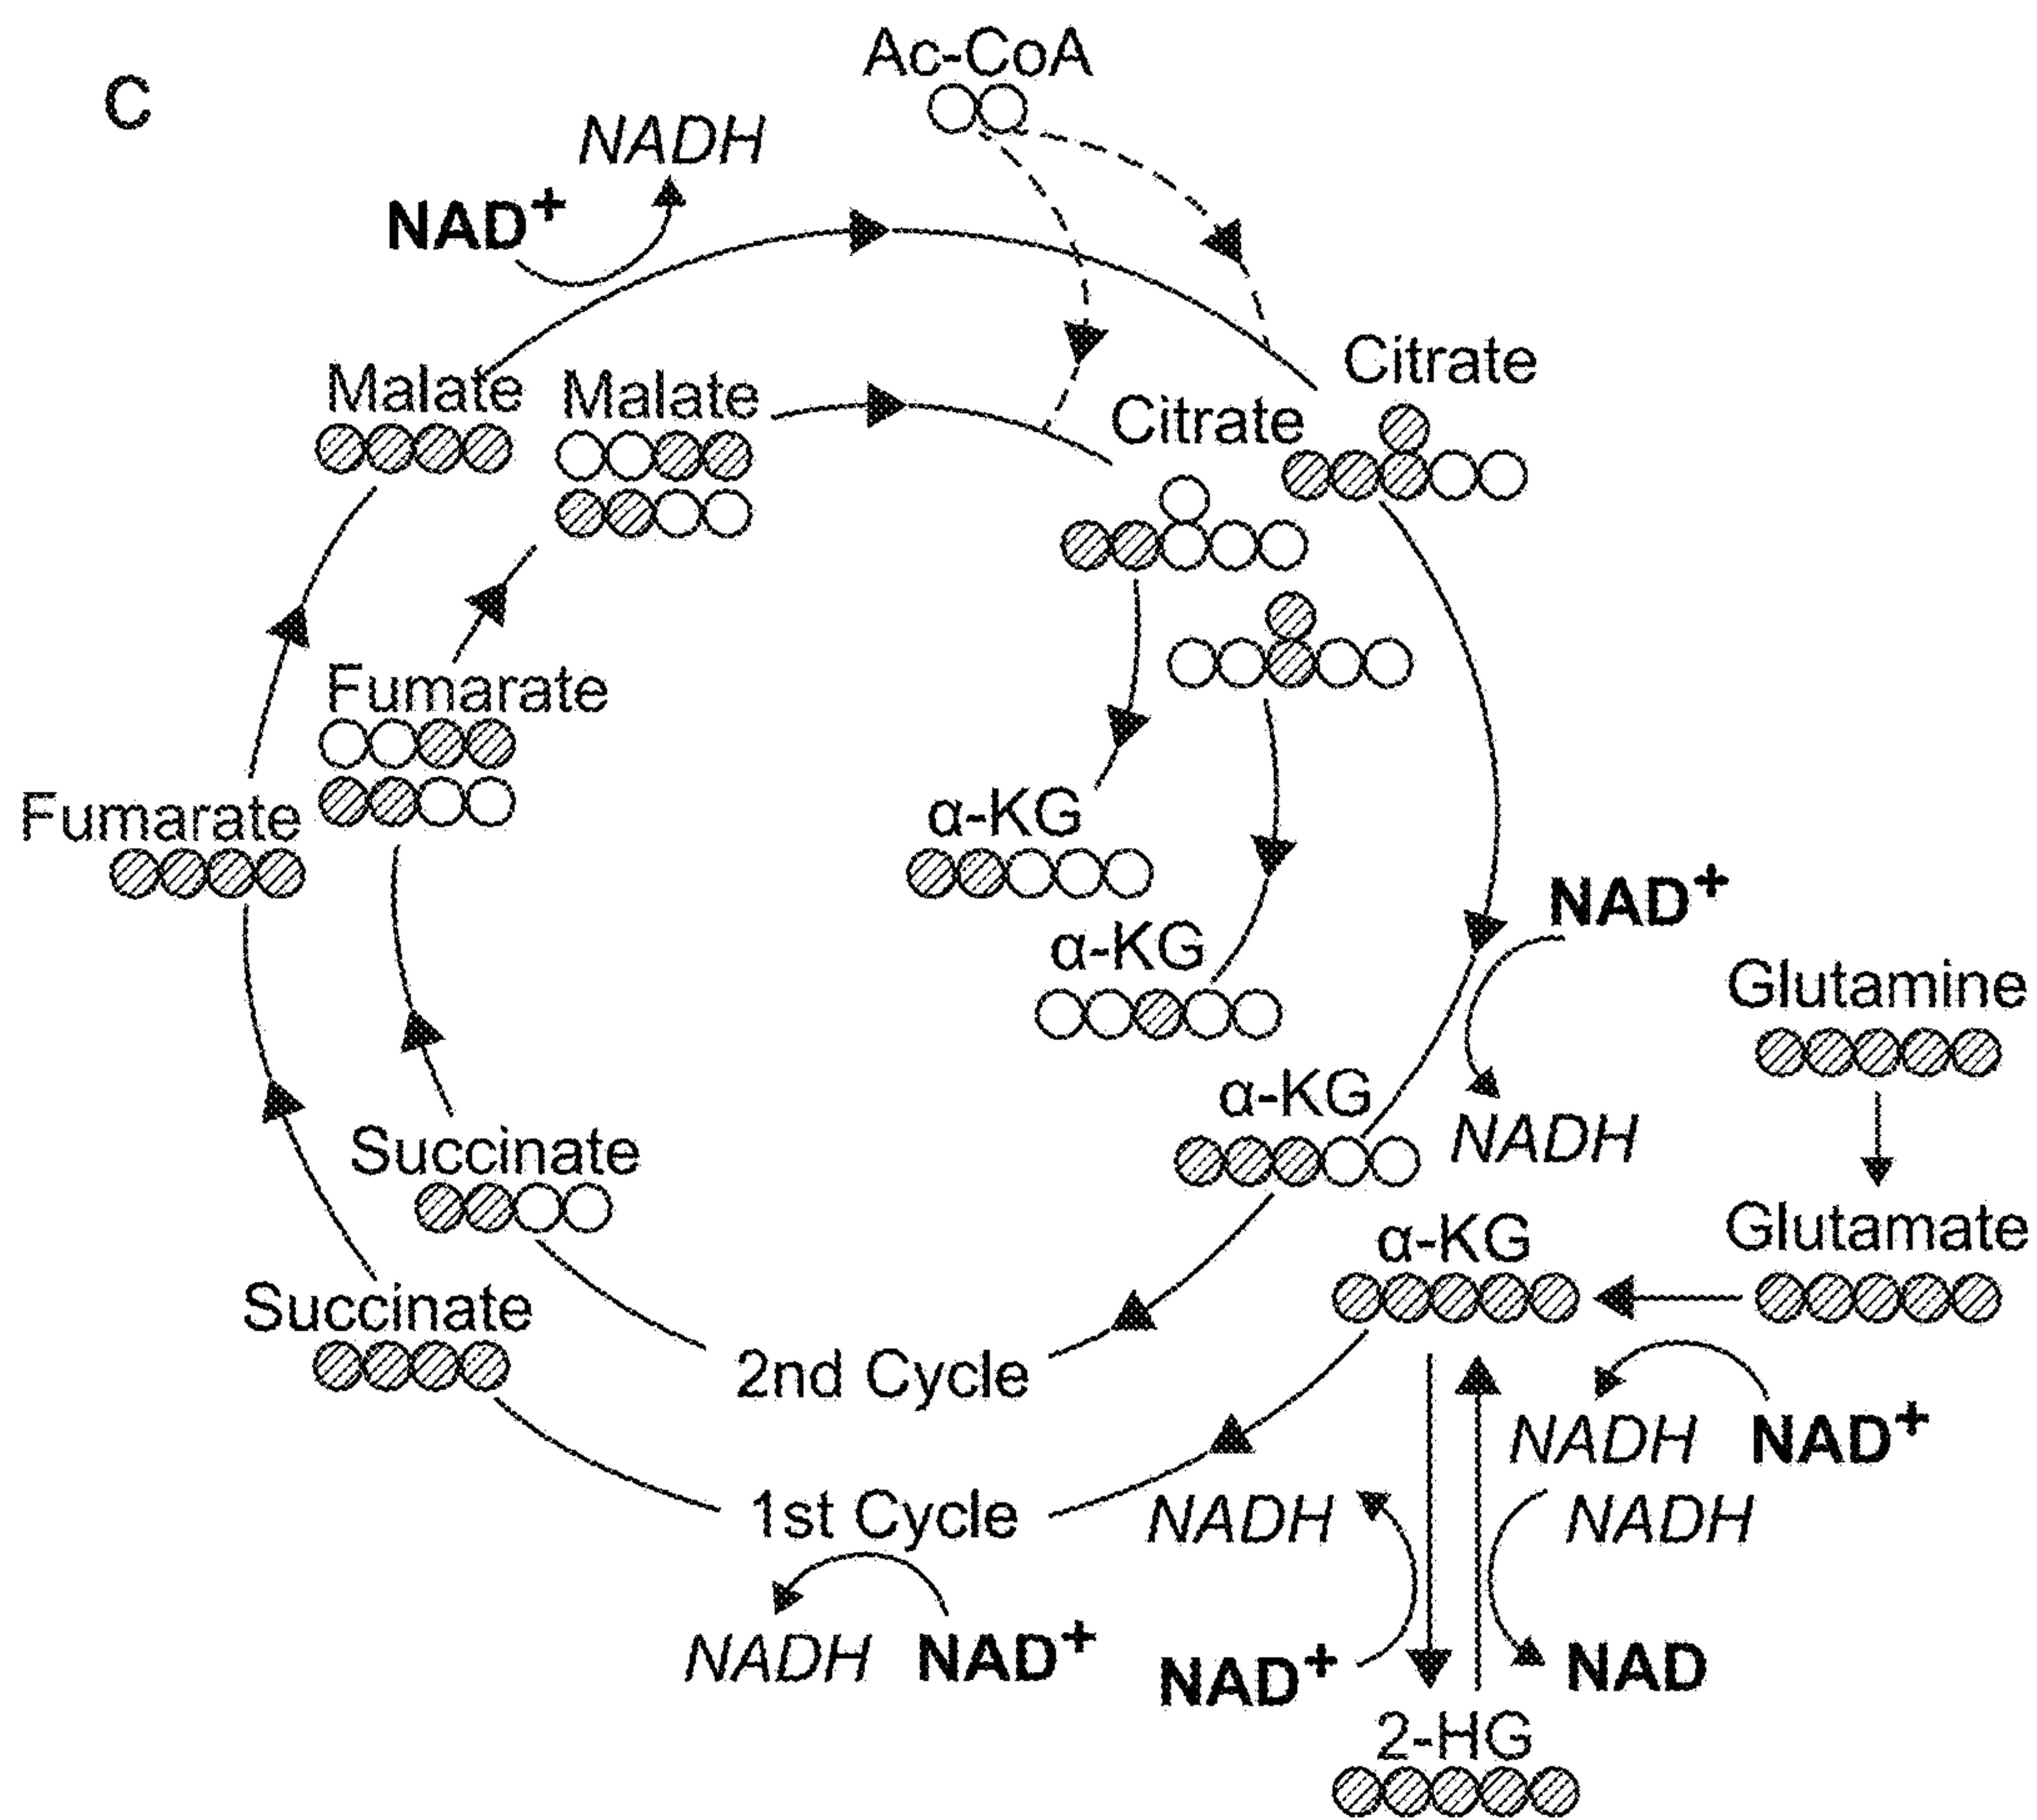 C
Ac-CoA
NADH
NAD+
Malate
Malate
Citrate
Citrate
Fumarate
Fumarate
α-KG
α-KG
NAD+
Glutamine
α-KG
NADH
Succinate
Succinate
α-KG
Glutamate
2nd Cycle
1st Cycle
NADH
NAD+
NADH
NADH
NADH
NAD+
NAD+
NAD
2-HG